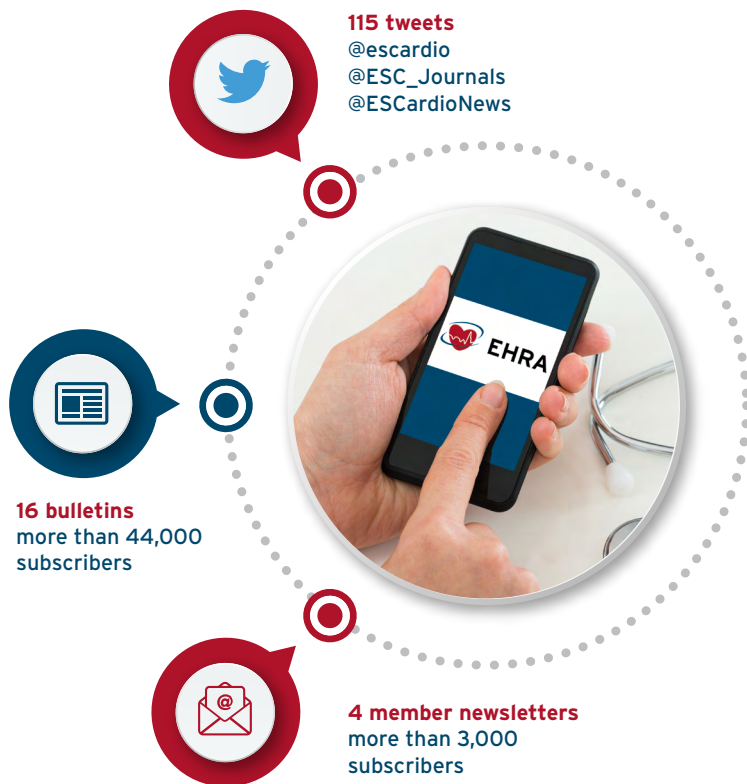 115 tweets
@escardio
@ESC_Journals
@ESCardioNews
EHRA
16 bulletins
more than 44,000
subscribers
@
4 member newsletters
more than 3,000
subscribers